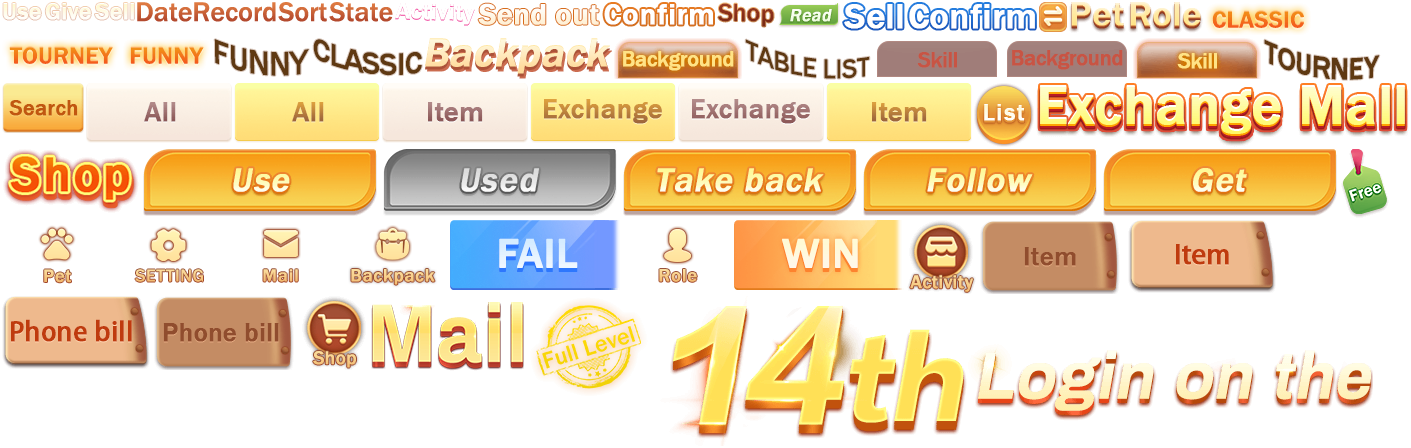 Use Give Sell Date Record Sort State Activity Send out Confirm Shop Read Sell Confirm Pet Role CLASSIC
TOURNEY FUNNY FUNNY CLASSIC Backpack Background TABLE LIST Skill Background Skill TOURNEY
Search All All Item Exchange Exchange Item List Exchange Mall
Shop Use Used Take back Follow Get Free
Pet SETTING Mail Backpack FAIL Role WIN Activity Item Item
Phone bill Phone bill Shop Mail Full Level 14th Login on the